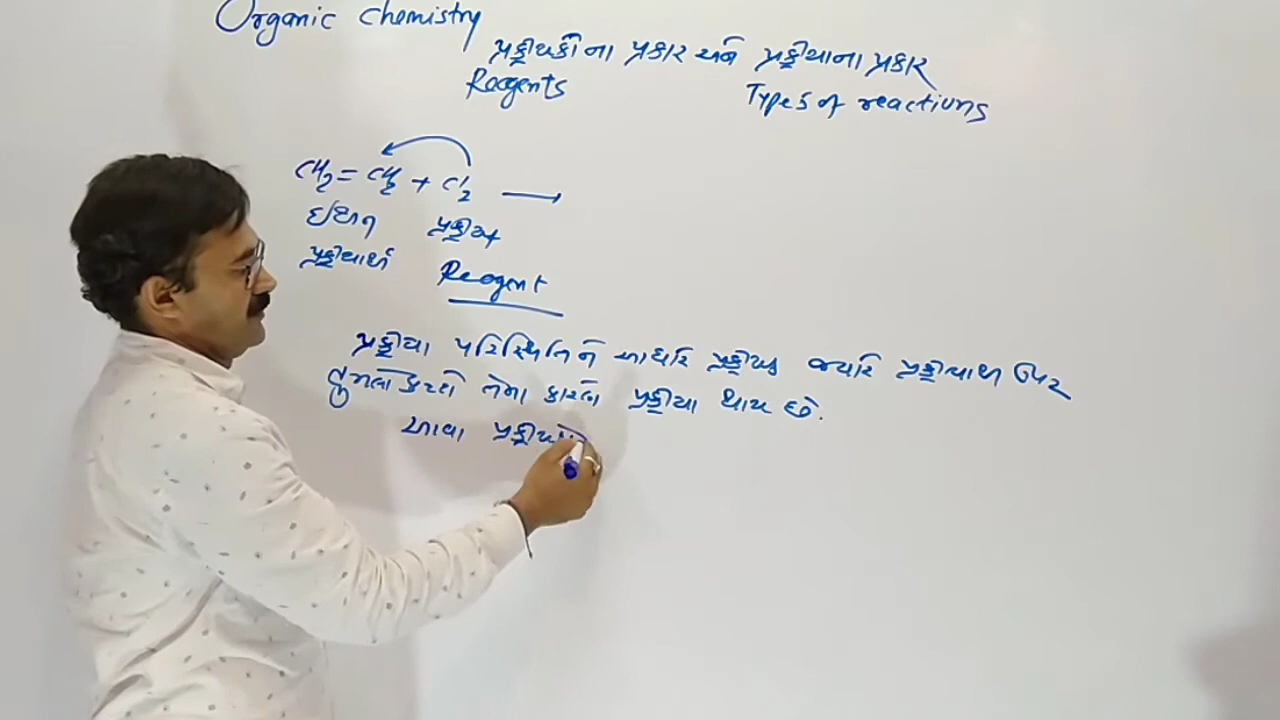 Organic chemistry
પ્રક્રીયકોના પ્રકાર અને પ્રક્રીયાના પ્રકાર
Reagents Types of reactions
CH2 = CH2 + Cl2 ⟶
ઈથીન પ્રક્રીયક
પ્રક્રીયાર્થી Reagent
પ્રક્રીયા પરિસ્થિતિને આધારે પ્રક્રીયક જ્યારે પ્રક્રીયાર્થી ઉપર
હુમલો કરશે તેના કારણે પ્રક્રીયા થાય છે.
આવા પ્રક્રીયક